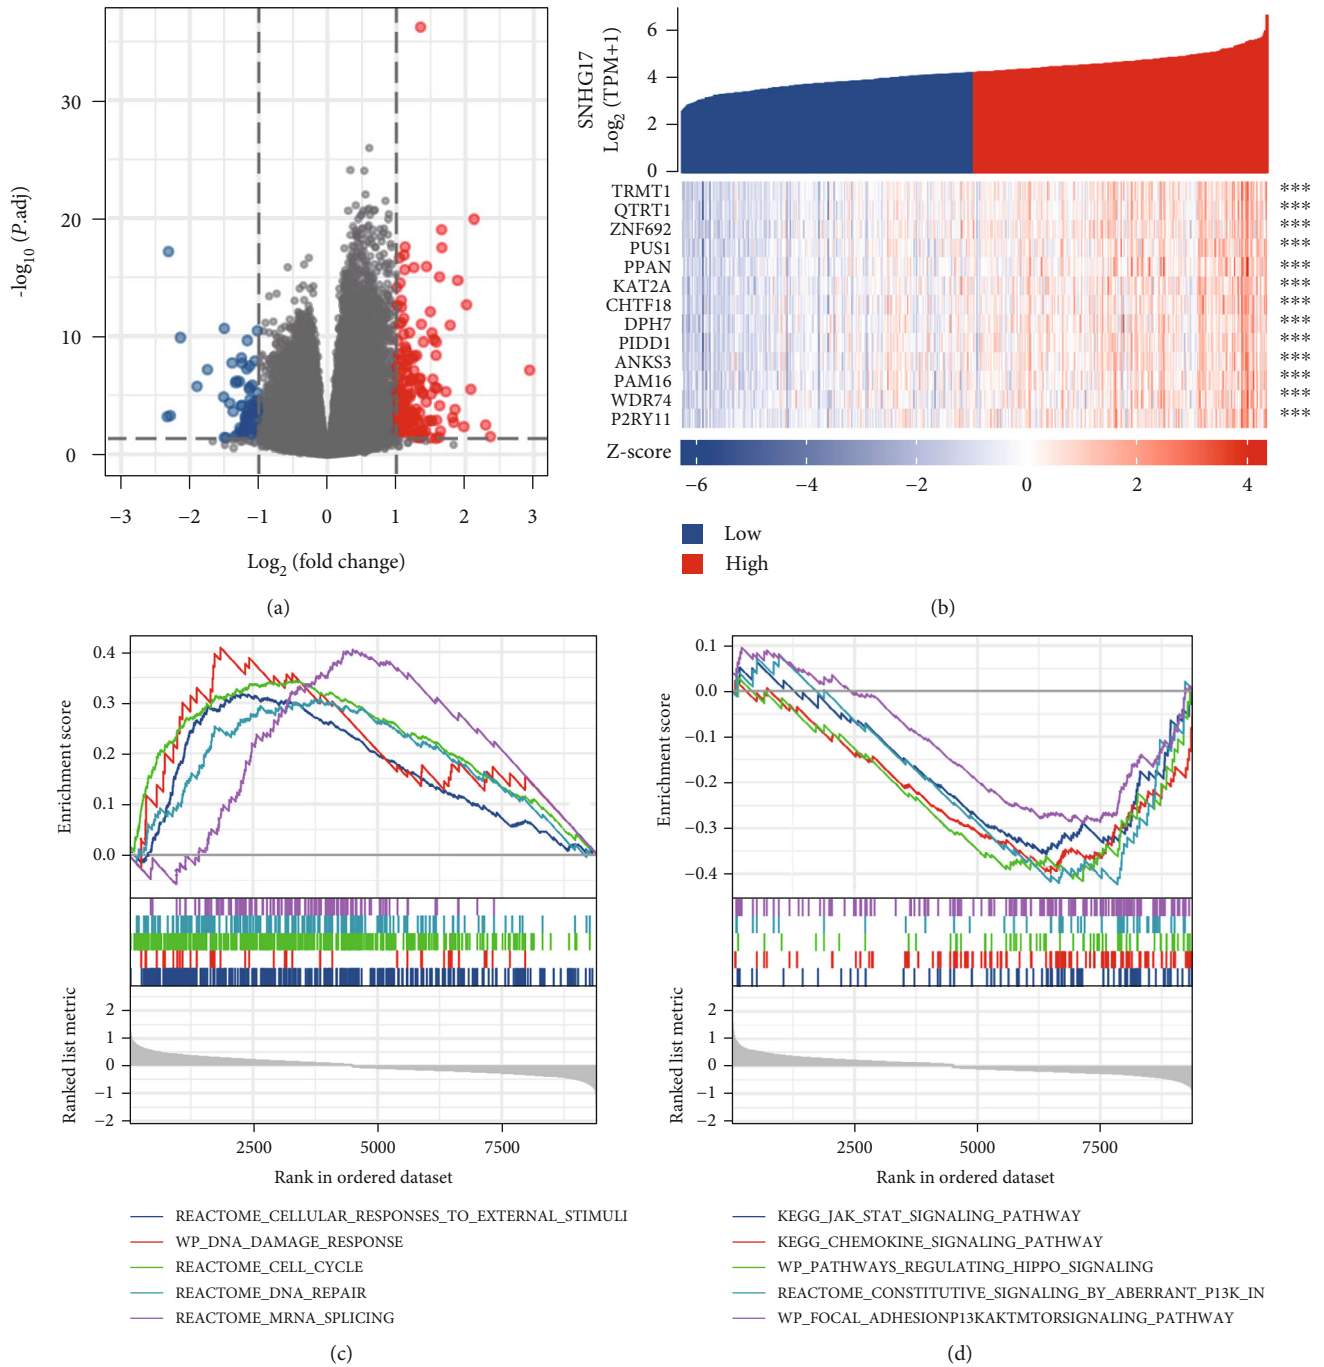 -log10 (P.adj)
30
20
10
0
−3 −2 −1 0 1 2 3
Log2 (fold change)
(a)
SNHG17
Log2 (TPM+1)
6
4
2
0
TRMT1 ***
QTRT1 ***
ZNF692 ***
PUS1 ***
PPAN ***
KAT2A ***
CHTF18 ***
DPH7 ***
PIDD1 ***
ANKS3 ***
PAM16 ***
WDR74 ***
P2RY11 ***
Z-score
−6 −4 −2 0 2 4
Low
High
(b)
Enrichment score
0.4
0.3
0.2
0.1
0.0
Ranked list metric
2
1
0
−1
−2
2500 5000 7500
Rank in ordered dataset
REACTOME_CELLULAR_RESPONSES_TO_EXTERNAL_STIMULI
WP_DNA_DAMAGE_RESPONSE
REACTOME_CELL_CYCLE
REACTOME_DNA_REPAIR
REACTOME_MRNA_SPLICING
(c)
Enrichment score
0.1
0.0
−0.1
−0.2
−0.3
−0.4
Ranked list metric
2
1
0
−1
−2
2500 5000 7500
Rank in ordered dataset
KEGG_JAK_STAT_SIGNALING_PATHWAY
KEGG_CHEMOKINE_SIGNALING_PATHWAY
WP_PATHWAYS_REGULATING_HIPPO_SIGNALING
REACTOME_CONSTITUTIVE_SIGNALING_BY_ABERRANT_P13K_IN
WP_FOCAL_ADHESIONP13KAKTMTORSIGNALING_PATHWAY
(d)